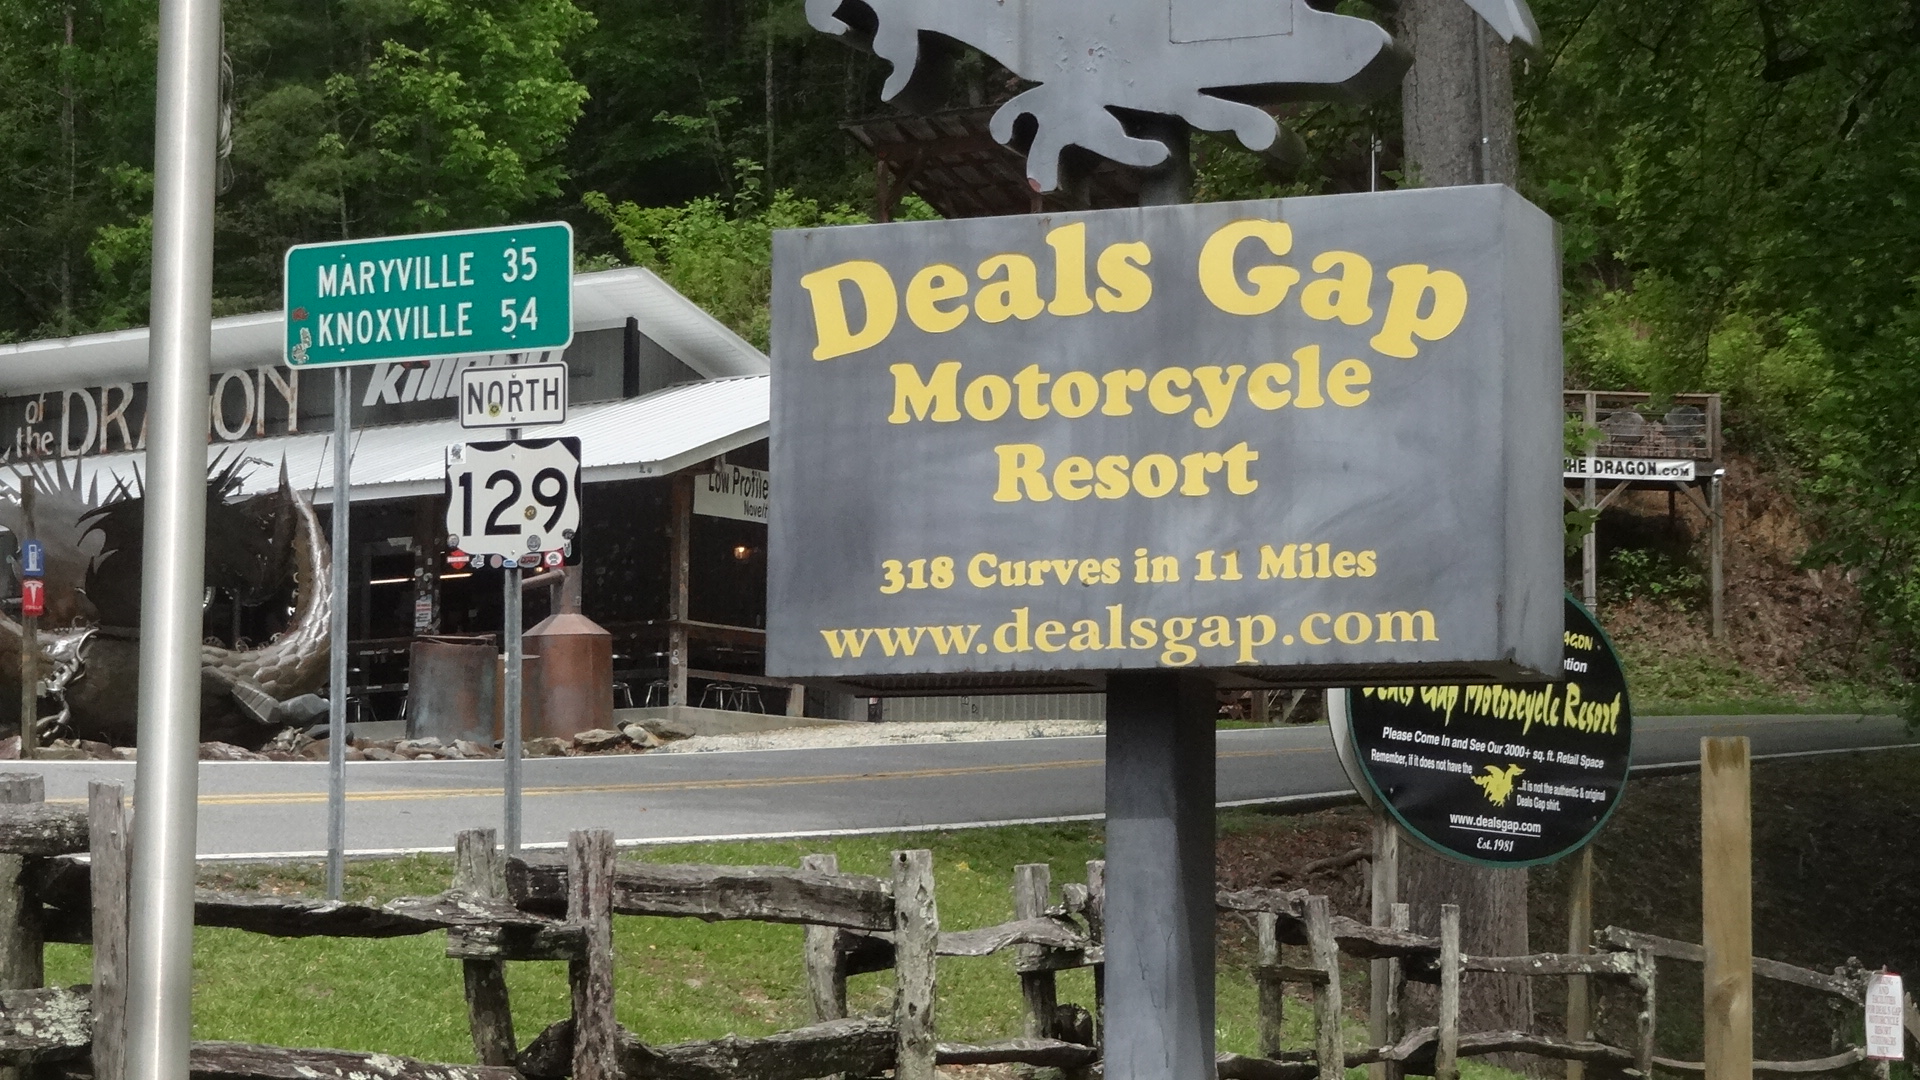 MARYVILLE 35
KNOXVILLE 54
NORTH
129
of
the DRAGON
Low Profile
Deals Gap
Motorcycle
Resort
318 Curves in 11 Miles
www.dealsgap.com
HE DRAGON.COM
Deals Gap Motorcycle Resort
Please Come In and See Our 3000+ sq. ft. Retail Space
Remember, if it does not have the
...it is not the authentic & original
Deals Gap shirt.
www.dealsgap.com
Est. 1981